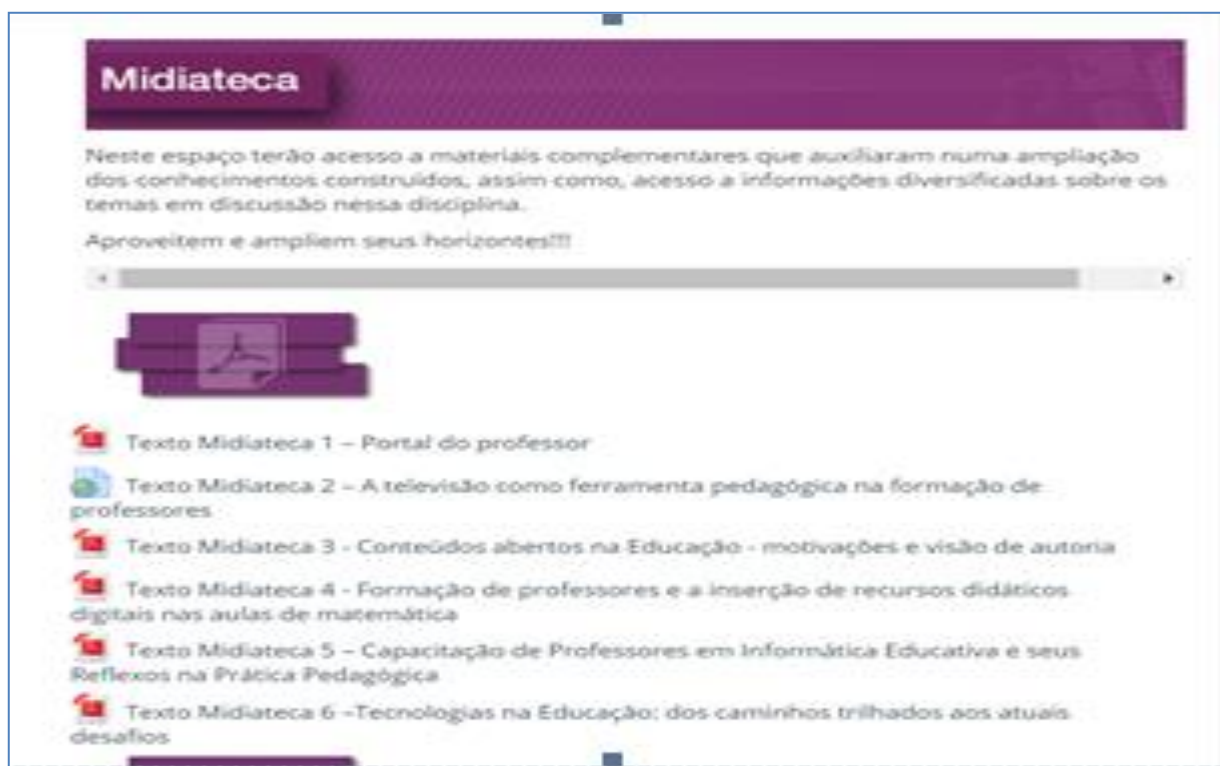 Midiateca
Neste espaço terão acesso a materiais complementares que auxiliaram numa ampliação
dos conhecimentos construídos, assim como, acesso a informações diversificadas sobre os
temas em discussão nessa disciplina.
Aproveitem e ampliem seus horizontes!!!
Texto Midiateca 1 – Portal do professor
Texto Midiateca 2 – A televisão como ferramenta pedagógica na formação de
professores
Texto Midiateca 3 - Conteúdos abertos na Educação - motivações e visão de autoria
Texto Midiateca 4 - Formação de professores e a inserção de recursos didáticos
digitais nas aulas de matemática
Texto Midiateca 5 – Capacitação de Professores em Informática Educativa e seus
Reflexos na Prática Pedagógica
Texto Midiateca 6 –Tecnologias na Educação: dos caminhos trilhados aos atuais
desafios